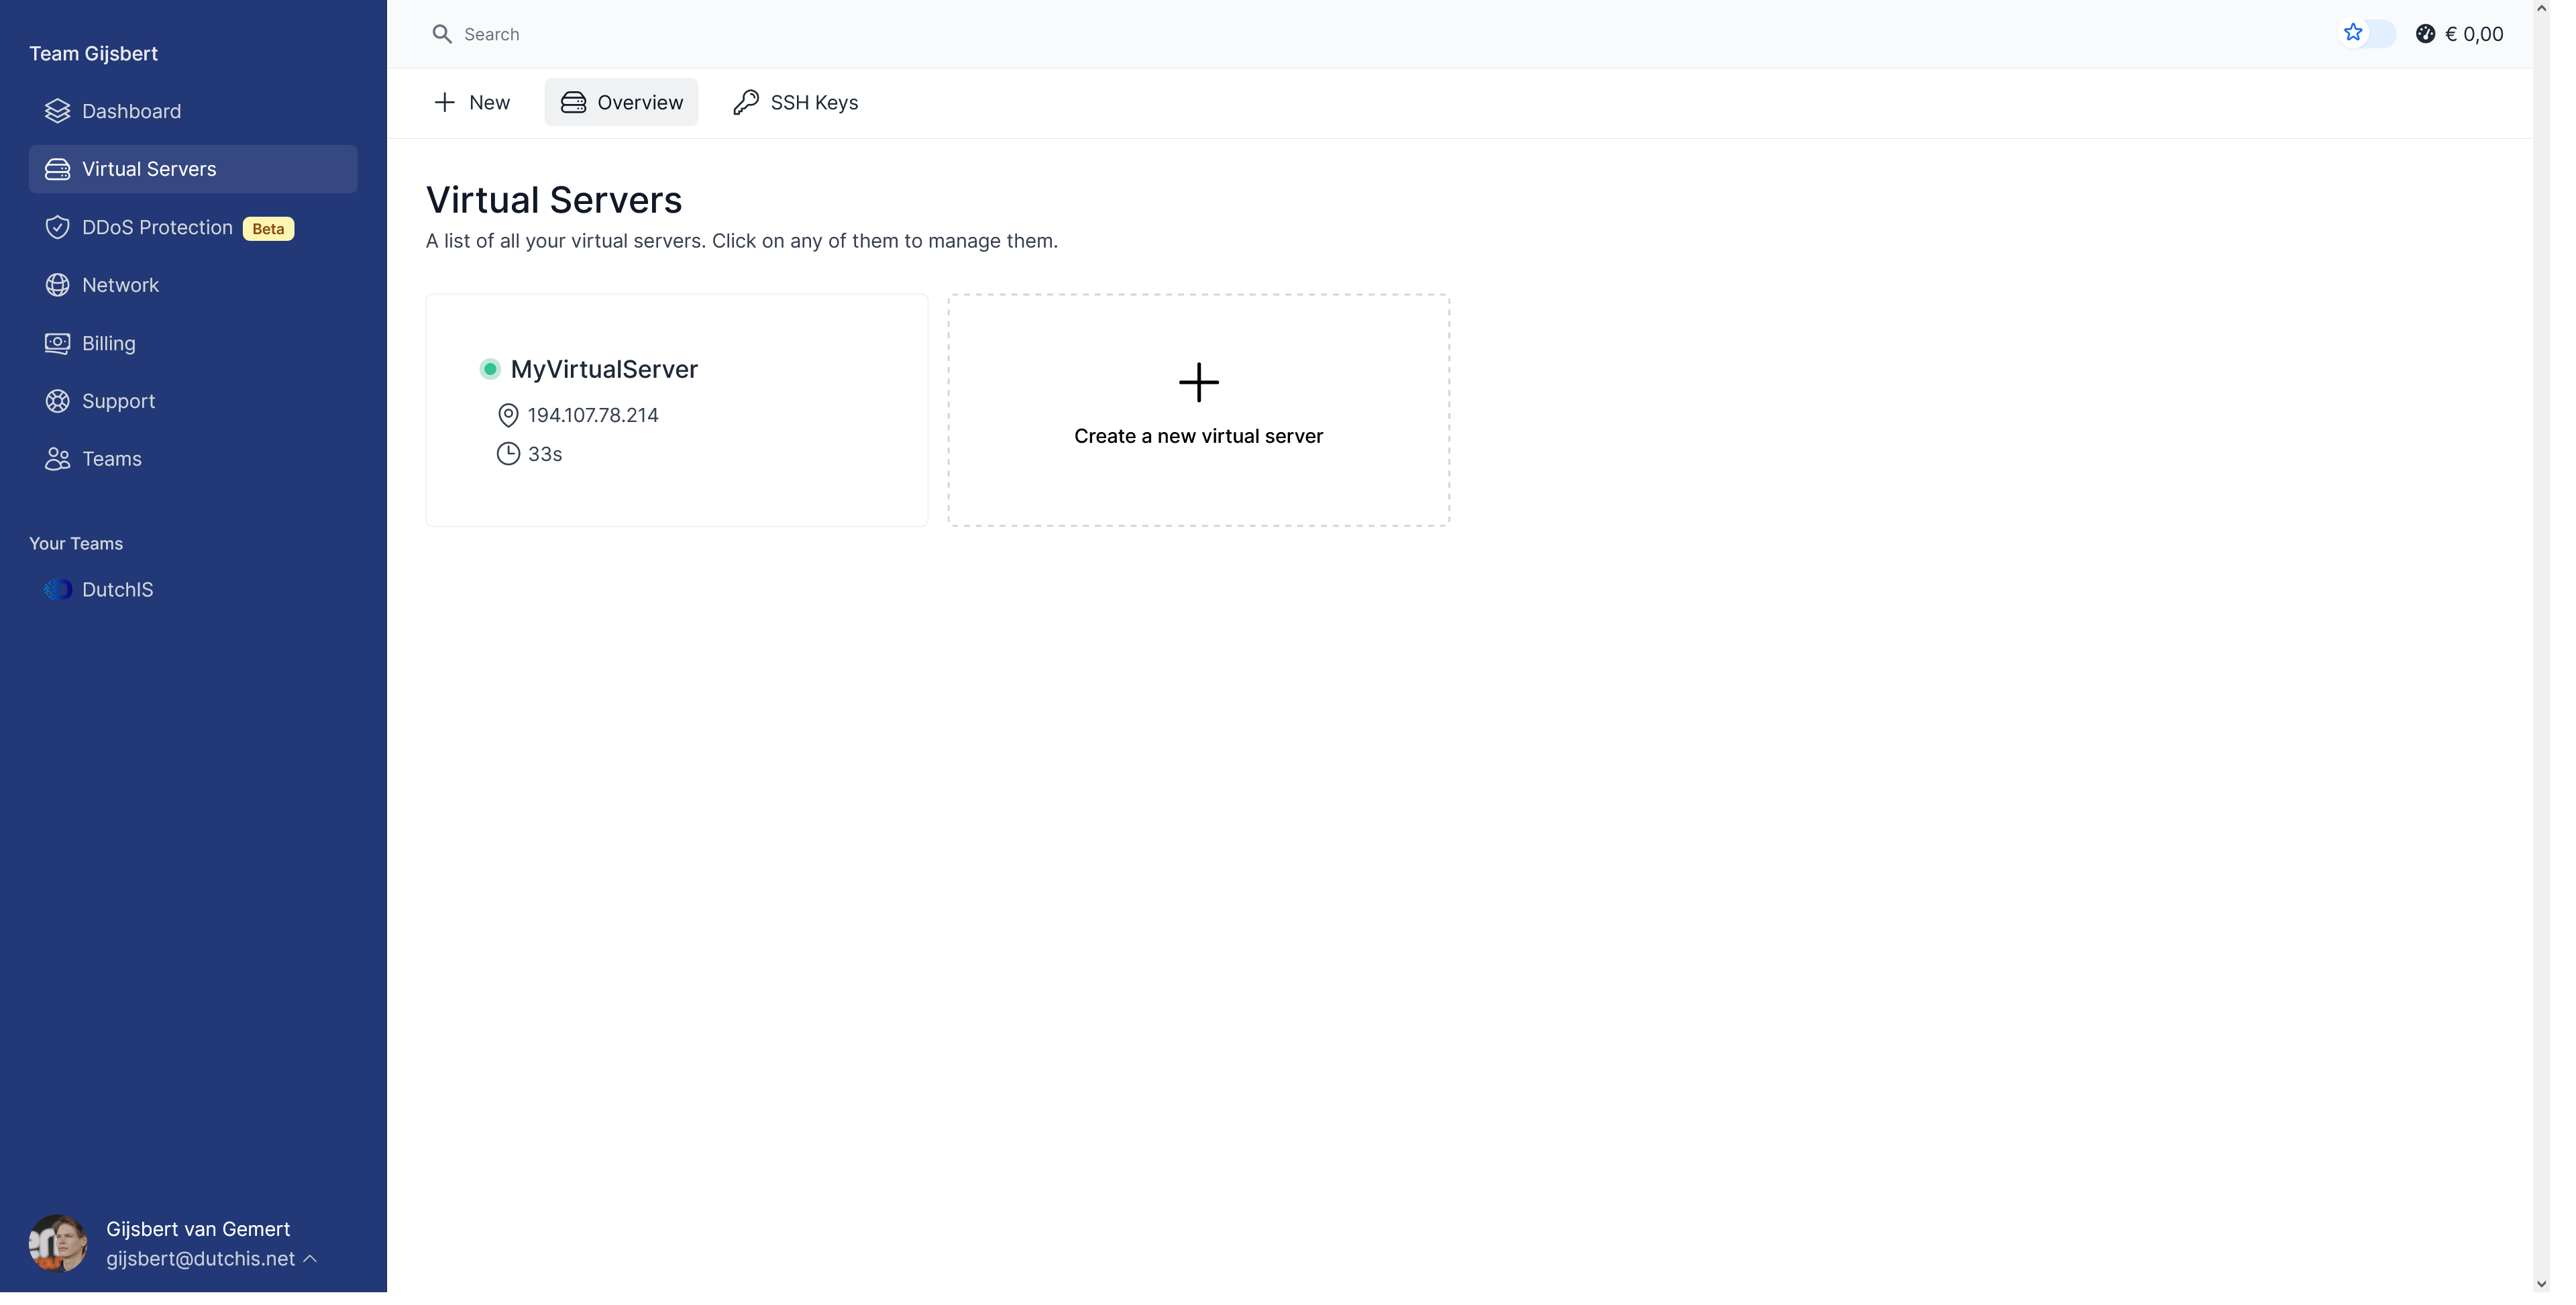 Team Gijsbert
Dashboard
Virtual Servers
DDoS Protection Beta
Network
Billing
Support
Teams
Your Teams
DutchIS
Gijsbert van Gemert
gijsbert@dutchis.net
Search
€ 0,00
New
Overview
SSH Keys
Virtual Servers
A list of all your virtual servers. Click on any of them to manage them.
MyVirtualServer
194.107.78.214
33s
Create a new virtual server